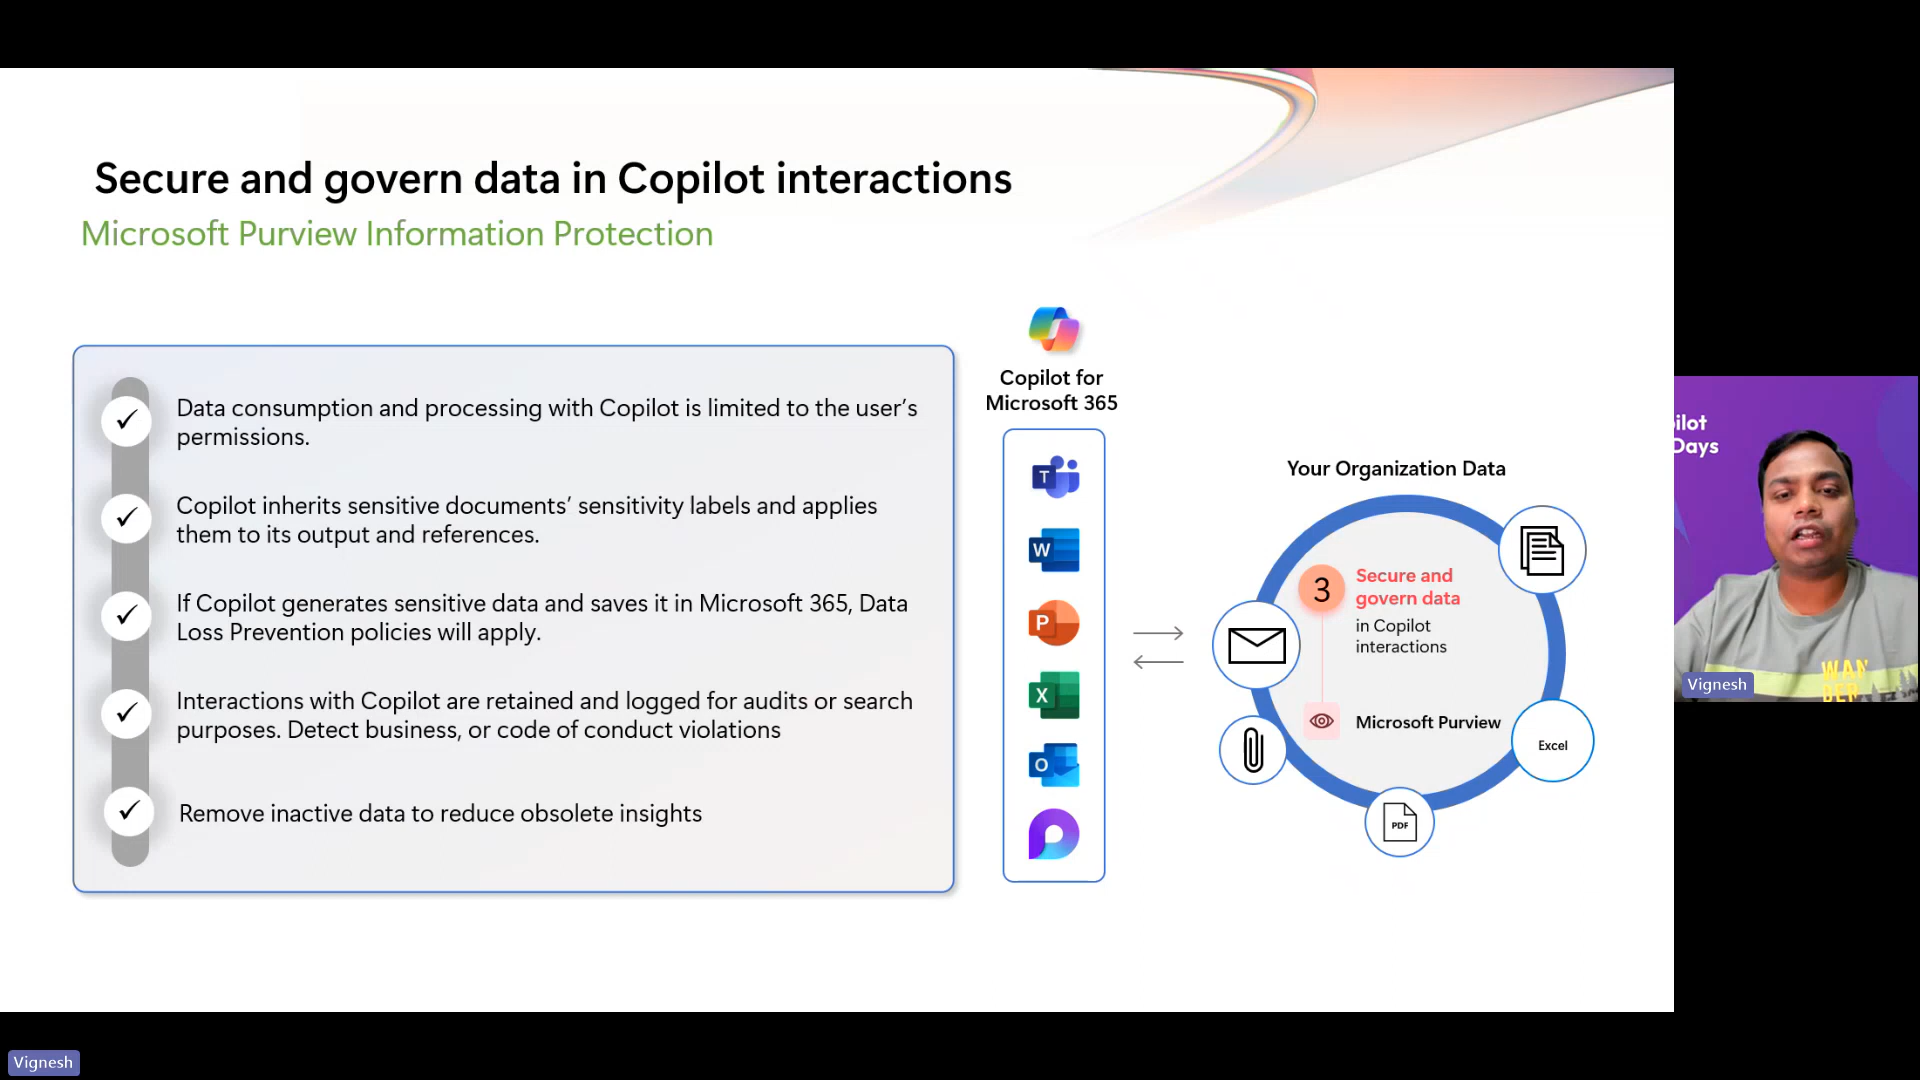 Secure and govern data in Copilot interactions
Microsoft Purview Information Protection
Data consumption and processing with Copilot is limited to the user’s
permissions.
Copilot inherits sensitive documents’ sensitivity labels and applies
them to its output and references.
If Copilot generates sensitive data and saves it in Microsoft 365, Data
Loss Prevention policies will apply.
Interactions with Copilot are retained and logged for audits or search
purposes. Detect business, or code of conduct violations
Remove inactive data to reduce obsolete insights
Copilot for
Microsoft 365
T
W
P
X
O
Your Organization Data
3
Secure and
govern data
in Copilot
interactions
Microsoft Purview
Excel
PDF
ilot
Days
WAN
DER
Vignesh
Vignesh